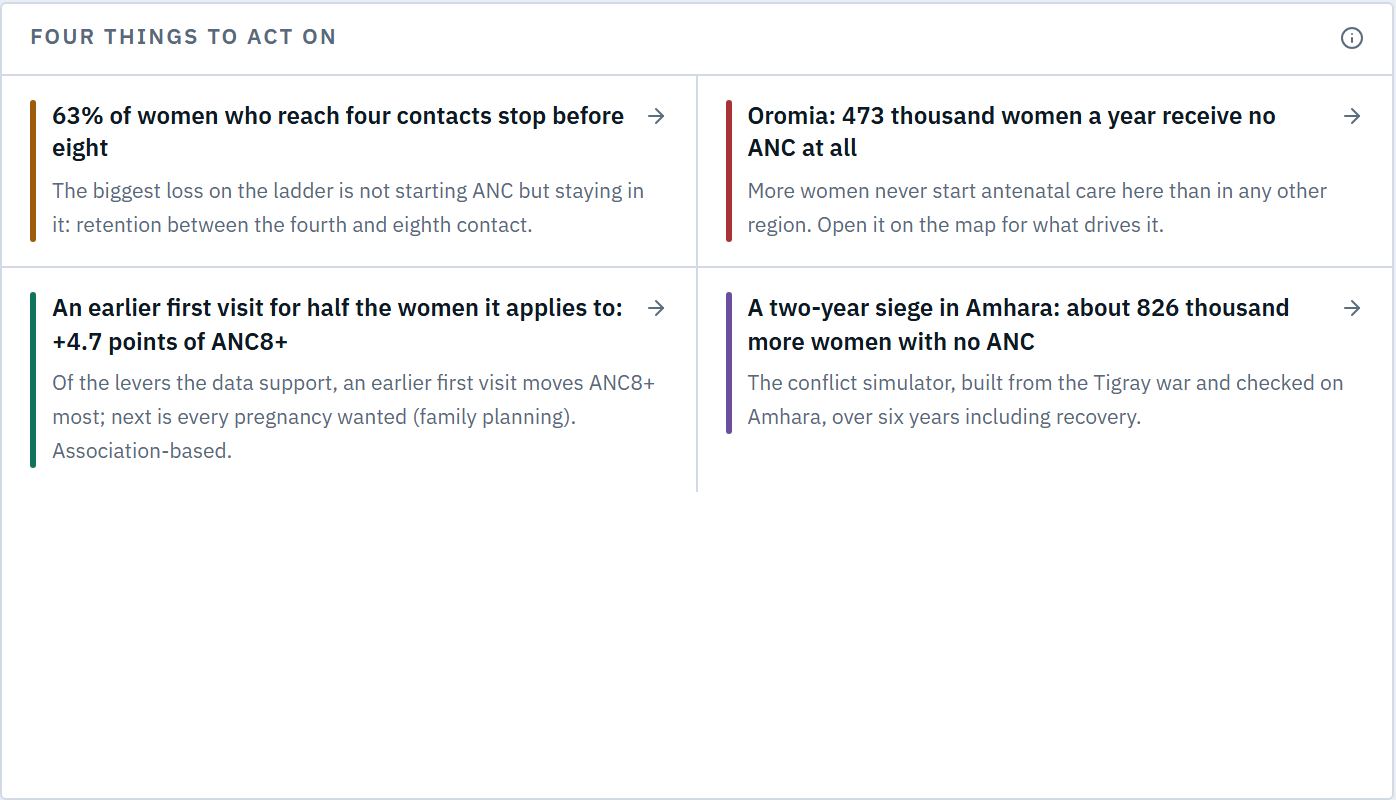 FOUR THINGS TO ACT ON
63% of women who reach four contacts stop before
eight
The biggest loss on the ladder is not starting ANC but staying in
it: retention between the fourth and eighth contact.
Oromia: 473 thousand women a year receive no
ANC at all
More women never start antenatal care here than in any other
region. Open it on the map for what drives it.
An earlier first visit for half the women it applies to:
+4.7 points of ANC8+
Of the levers the data support, an earlier first visit moves ANC8+
most; next is every pregnancy wanted (family planning).
Association-based.
A two-year siege in Amhara: about 826 thousand
more women with no ANC
The conflict simulator, built from the Tigray war and checked on
Amhara, over six years including recovery.